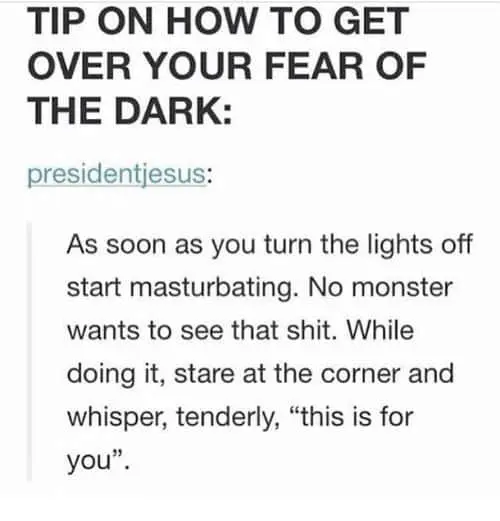 TIP ON HOW TO GET
OVER YOUR FEAR OF
THE DARK:
presidentjesus:
As soon as you turn the lights off
start masturbating. No monster
wants to see that shit. While
doing it, stare at the corner and
whisper, tenderly, “this is for
you”.